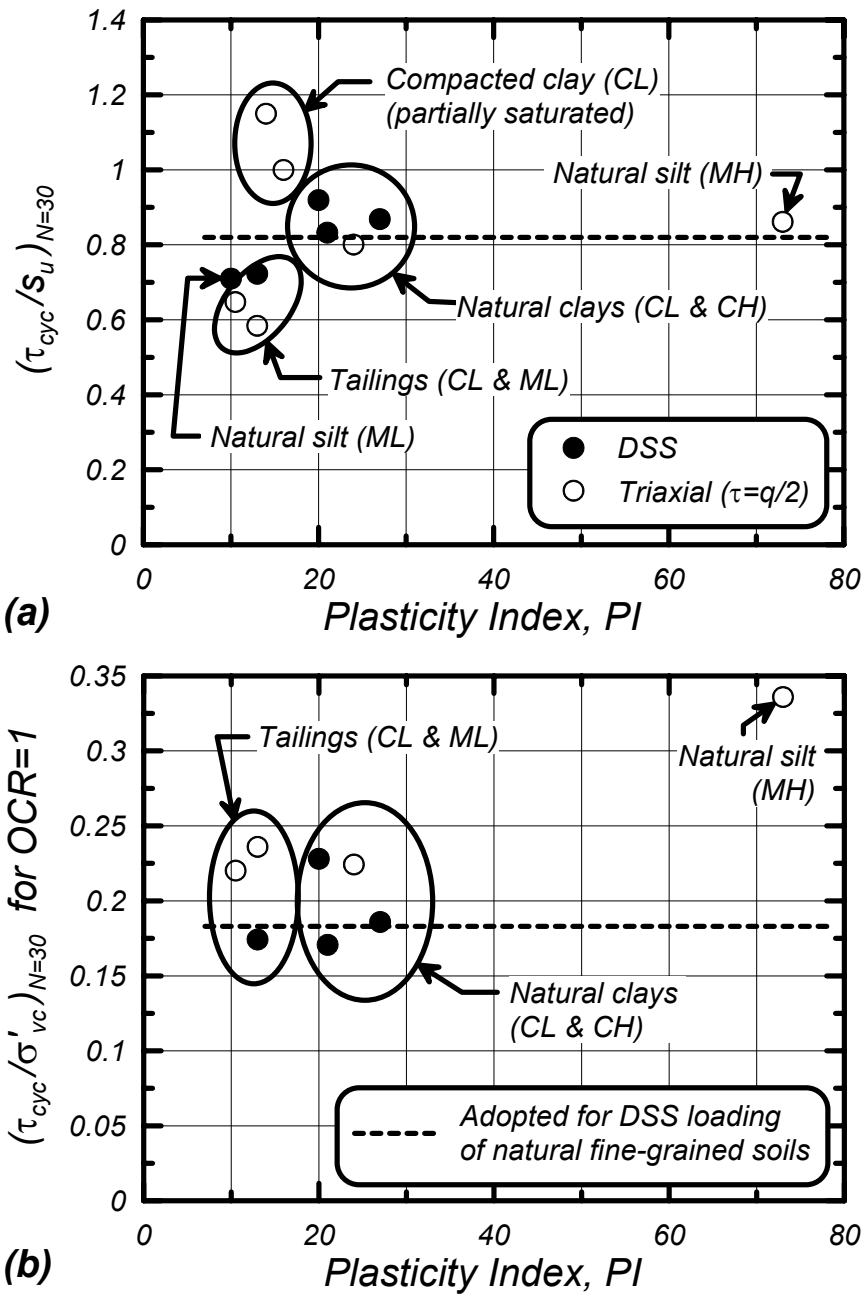 1.4
1.2
1
0.8
0.6
0.4
0.2
0
(τcyc/su)N=30
Compacted clay (CL)
(partially saturated)
Natural silt (MH)
Natural clays (CL & CH)
Tailings (CL & ML)
Natural silt (ML)
DSS
Triaxial (τ=q/2)
0 20 40 60 80
(a)
Plasticity Index, PI
0.35
0.3
0.25
0.2
0.15
0.1
0.05
0
(τcyc/σ'vc)N=30 for OCR=1
Tailings (CL & ML)
Natural silt
(MH)
Natural clays
(CL & CH)
Adopted for DSS loading
of natural fine-grained soils
0 20 40 60 80
(b)
Plasticity Index, PI